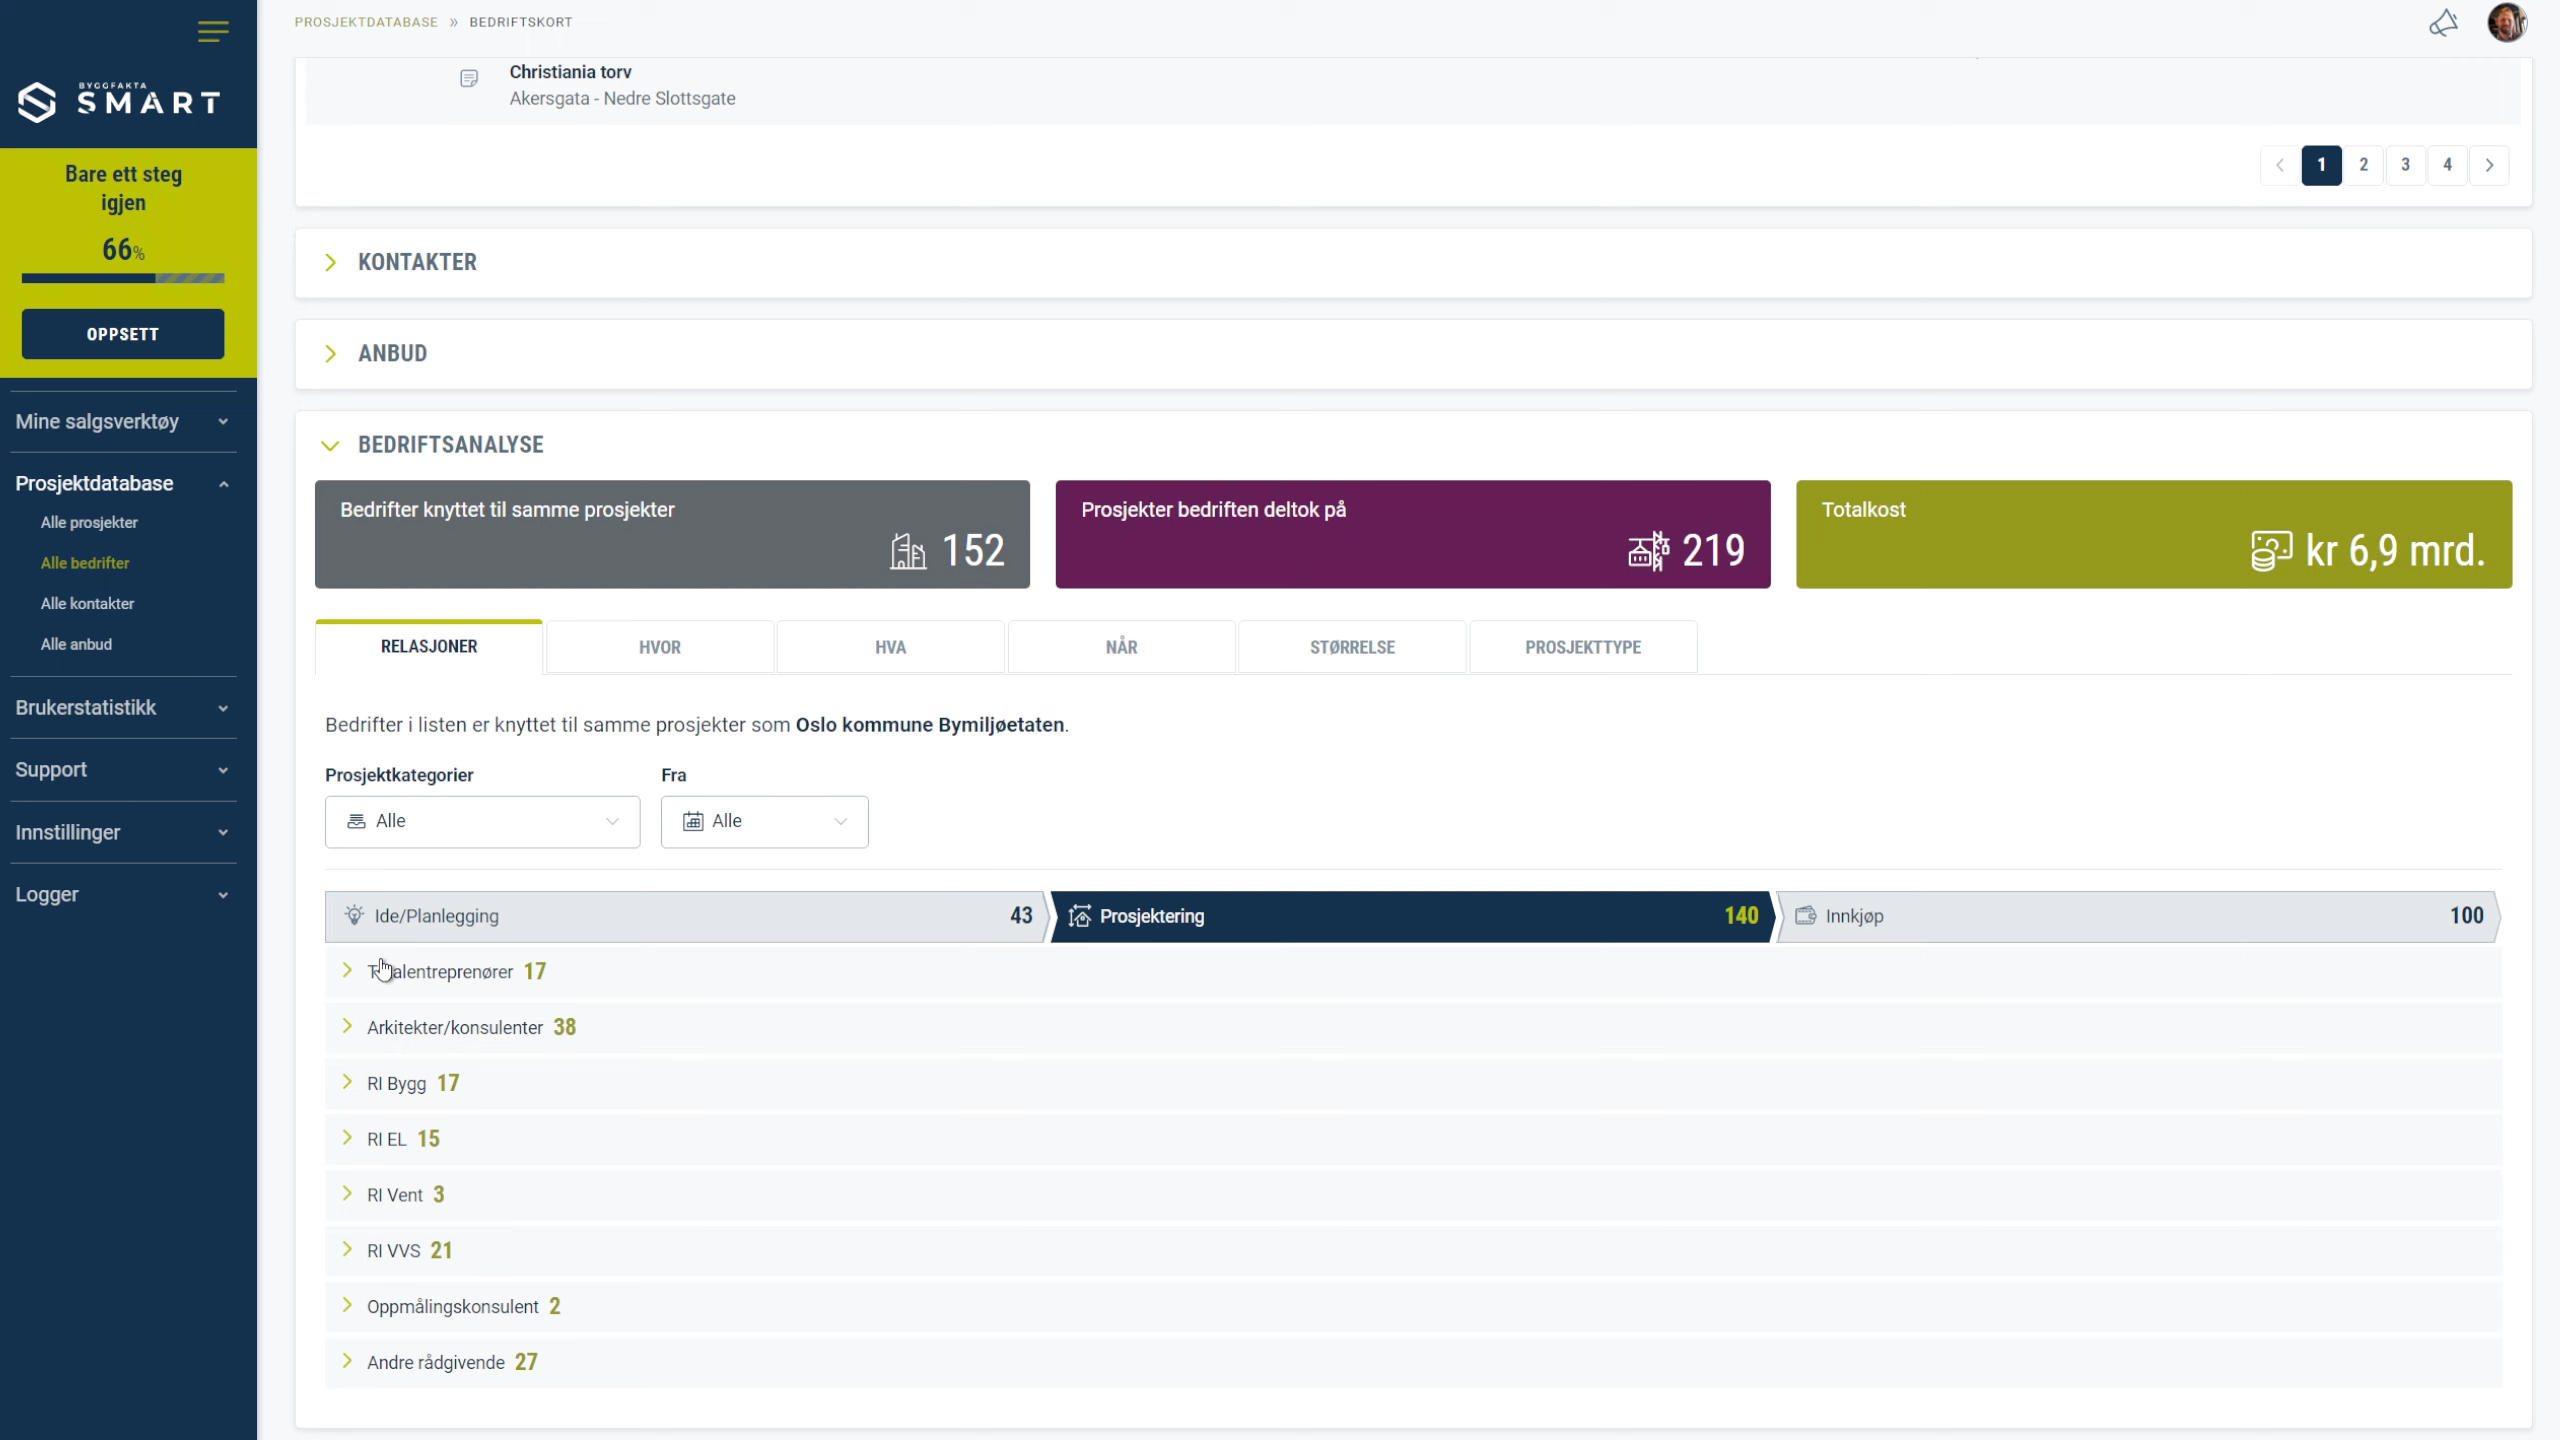 PROSJEKTDATABASE » BEDRIFTSKORT
BYGGFAKTA
SMART
Bare ett steg
igjen
66%
OPPSETT
Mine salgsverktøy
Prosjektdatabase
Alle prosjekter
Alle bedrifter
Alle kontakter
Alle anbud
Brukerstatistikk
Support
Innstillinger
Logger
Christiania torv
Akersgata - Nedre Slottsgate
1 2 3 4
KONTAKTER
ANBUD
BEDRIFTSANALYSE
Bedrifter knyttet til samme prosjekter
152
Prosjekter bedriften deltok på
219
Totalkost
kr 6,9 mrd.
RELASJONER HVOR HVA NÅR STØRRELSE PROSJEKTTYPE
Bedrifter i listen er knyttet til samme prosjekter som Oslo kommune Bymiljøetaten.
Prosjektkategorier Fra
Alle Alle
Ide/Planlegging 43 Prosjektering 140 Innkjøp 100
17
Arkitekter/konsulenter 38
RI Bygg 17
RI EL 15
RI Vent 3
RI VVS 21
Oppmålingskonsulent 2
Andre rådgivende 27